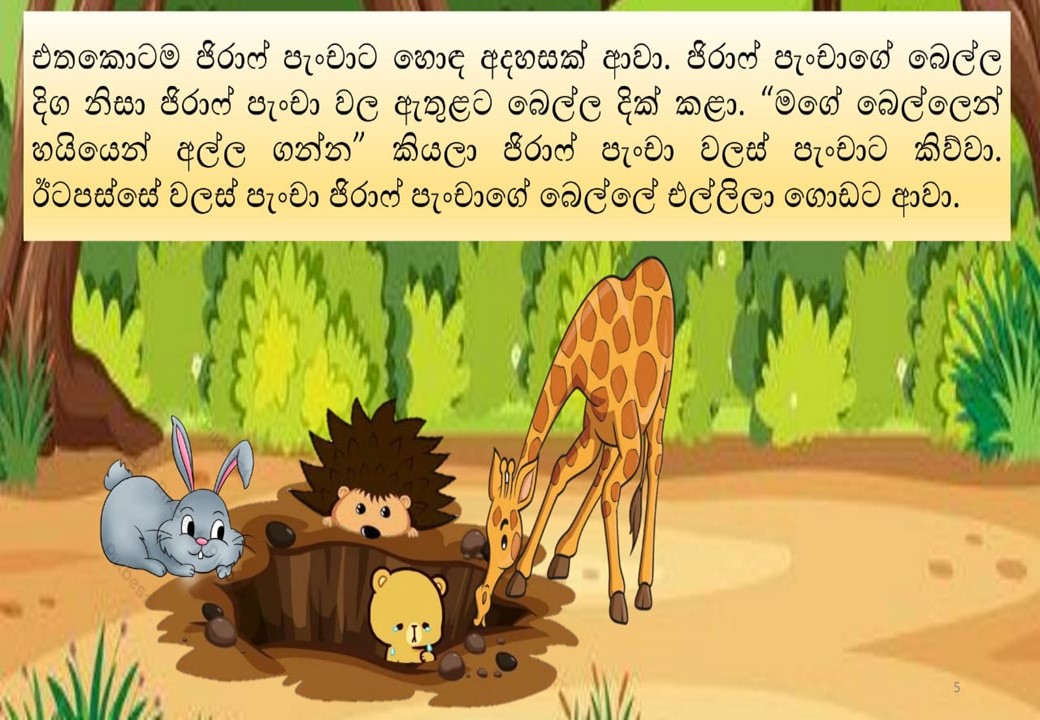 එතකොටම ජිරාෆ් පැංචාට හොඳ අදහසක් ආවා. ජිරාෆ් පැංචාගේ බෙල්ල
දිග නිසා ජිරාෆ් පැංචා වල ඇතුළට බෙල්ල දික් කළා. “මගේ බෙල්ලෙන්
හයියෙන් අල්ල ගන්න” කියලා ජිරාෆ් පැංචා වලස් පැංචාට කිව්වා.
ඊටපස්සේ වලස් පැංචා ජිරාෆ් පැංචාගේ බෙල්ලේ එල්ලිලා ගොඩට ආවා.
5